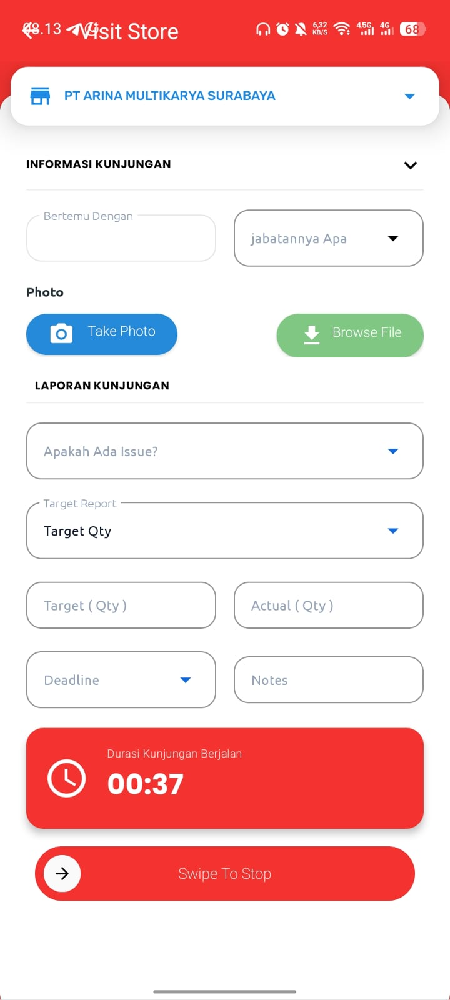 08.13
Visit Store
6,32
KB/S
4.5G
4G
68
PT ARINA MULTIKARYA SURABAYA
INFORMASI KUNJUNGAN
Bertemu Dengan
jabatannya Apa
Photo
Take Photo
Browse File
LAPORAN KUNJUNGAN
Apakah Ada Issue?
Target Report
Target Qty
Target ( Qty )
Actual ( Qty )
Deadline
Notes
Durasi Kunjungan Berjalan
00:37
Swipe To Stop